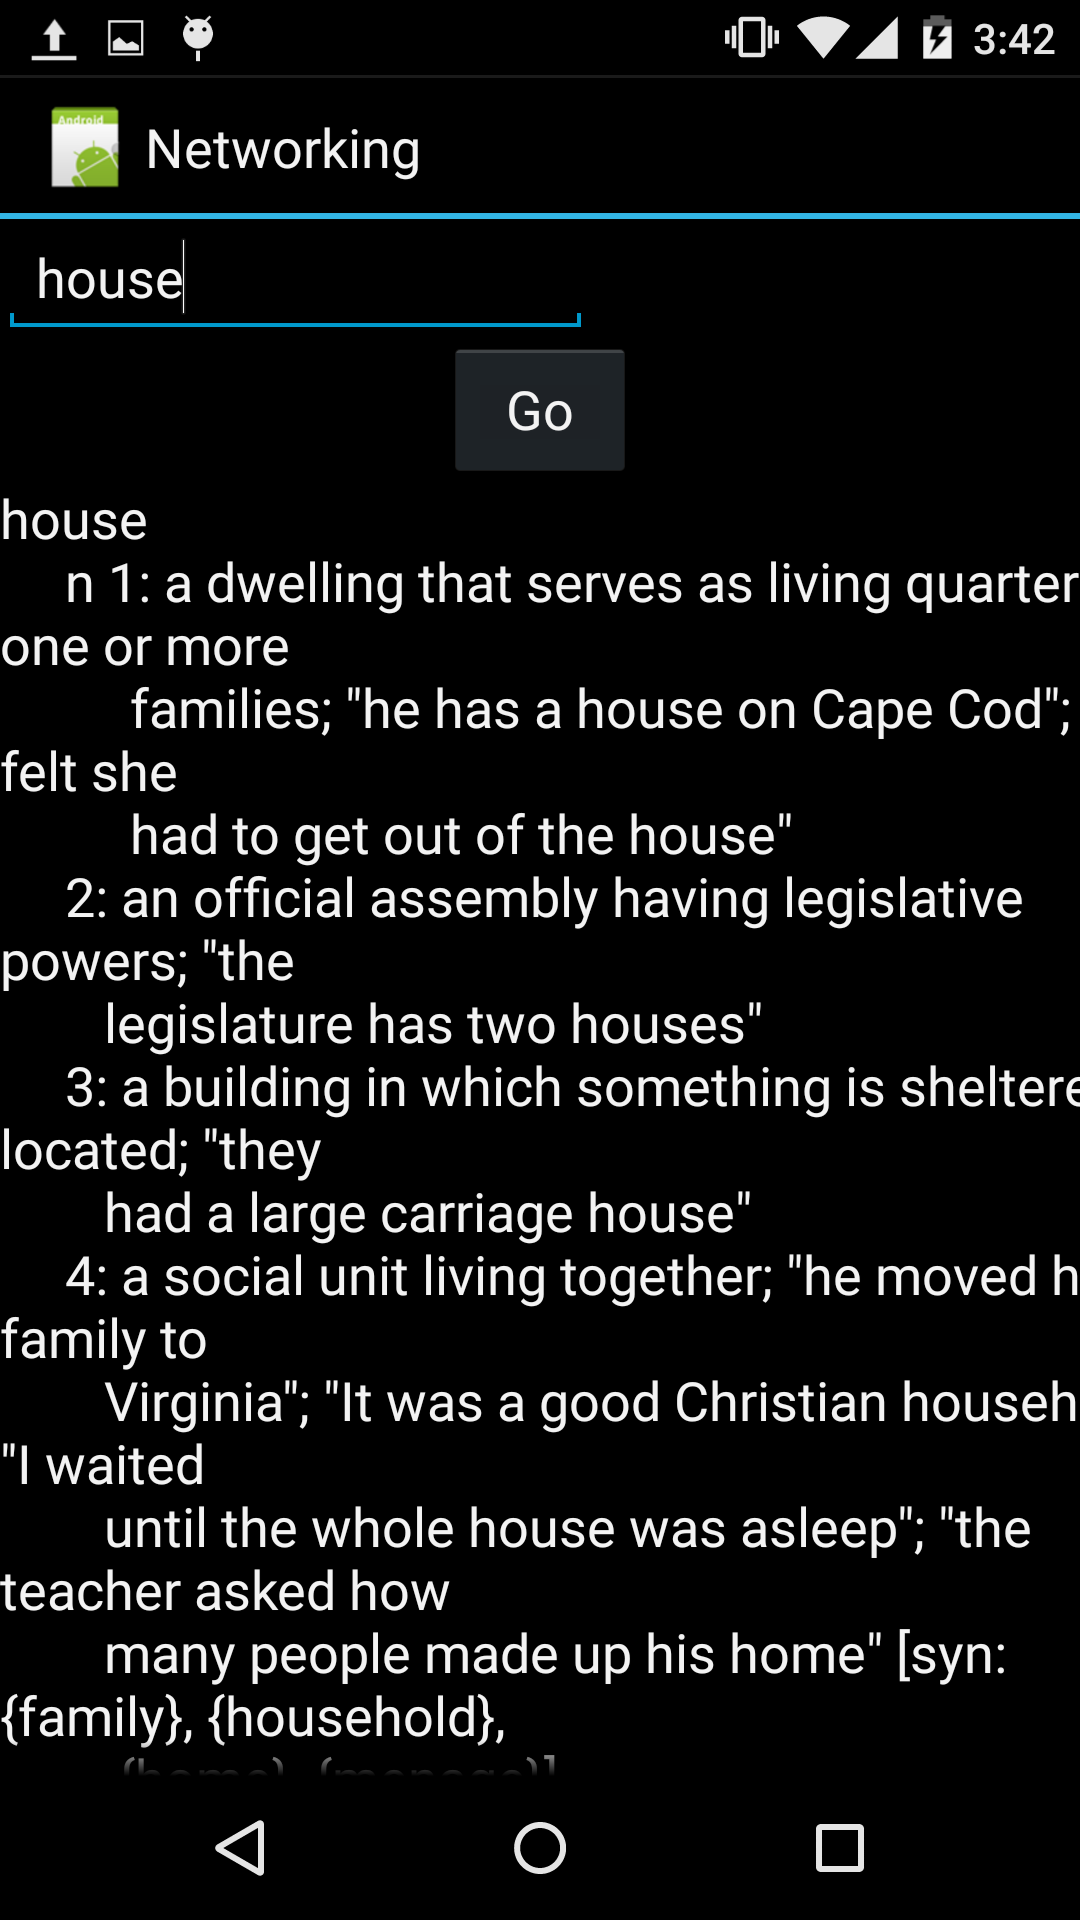 3:42
Android
Networking
house
Go
house
n 1: a dwelling that serves as living quarter
one or more
families; "he has a house on Cape Cod";
felt she
had to get out of the house"
2: an official assembly having legislative
powers; "the
legislature has two houses"
3: a building in which something is sheltere
located; "they
had a large carriage house"
4: a social unit living together; "he moved h
family to
Virginia"; "It was a good Christian househ
"I waited
until the whole house was asleep"; "the
teacher asked how
many people made up his home" [syn:
{family}, {household},
{home}, {menage}]